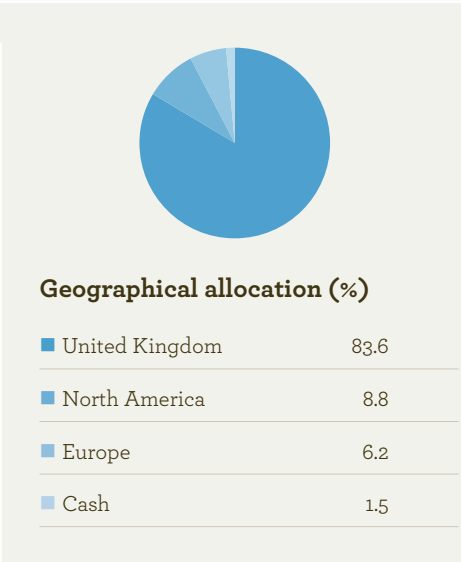 Geographical allocation (%)
United Kingdom 83.6
North America 8.8
Europe 6.2
Cash 1.5